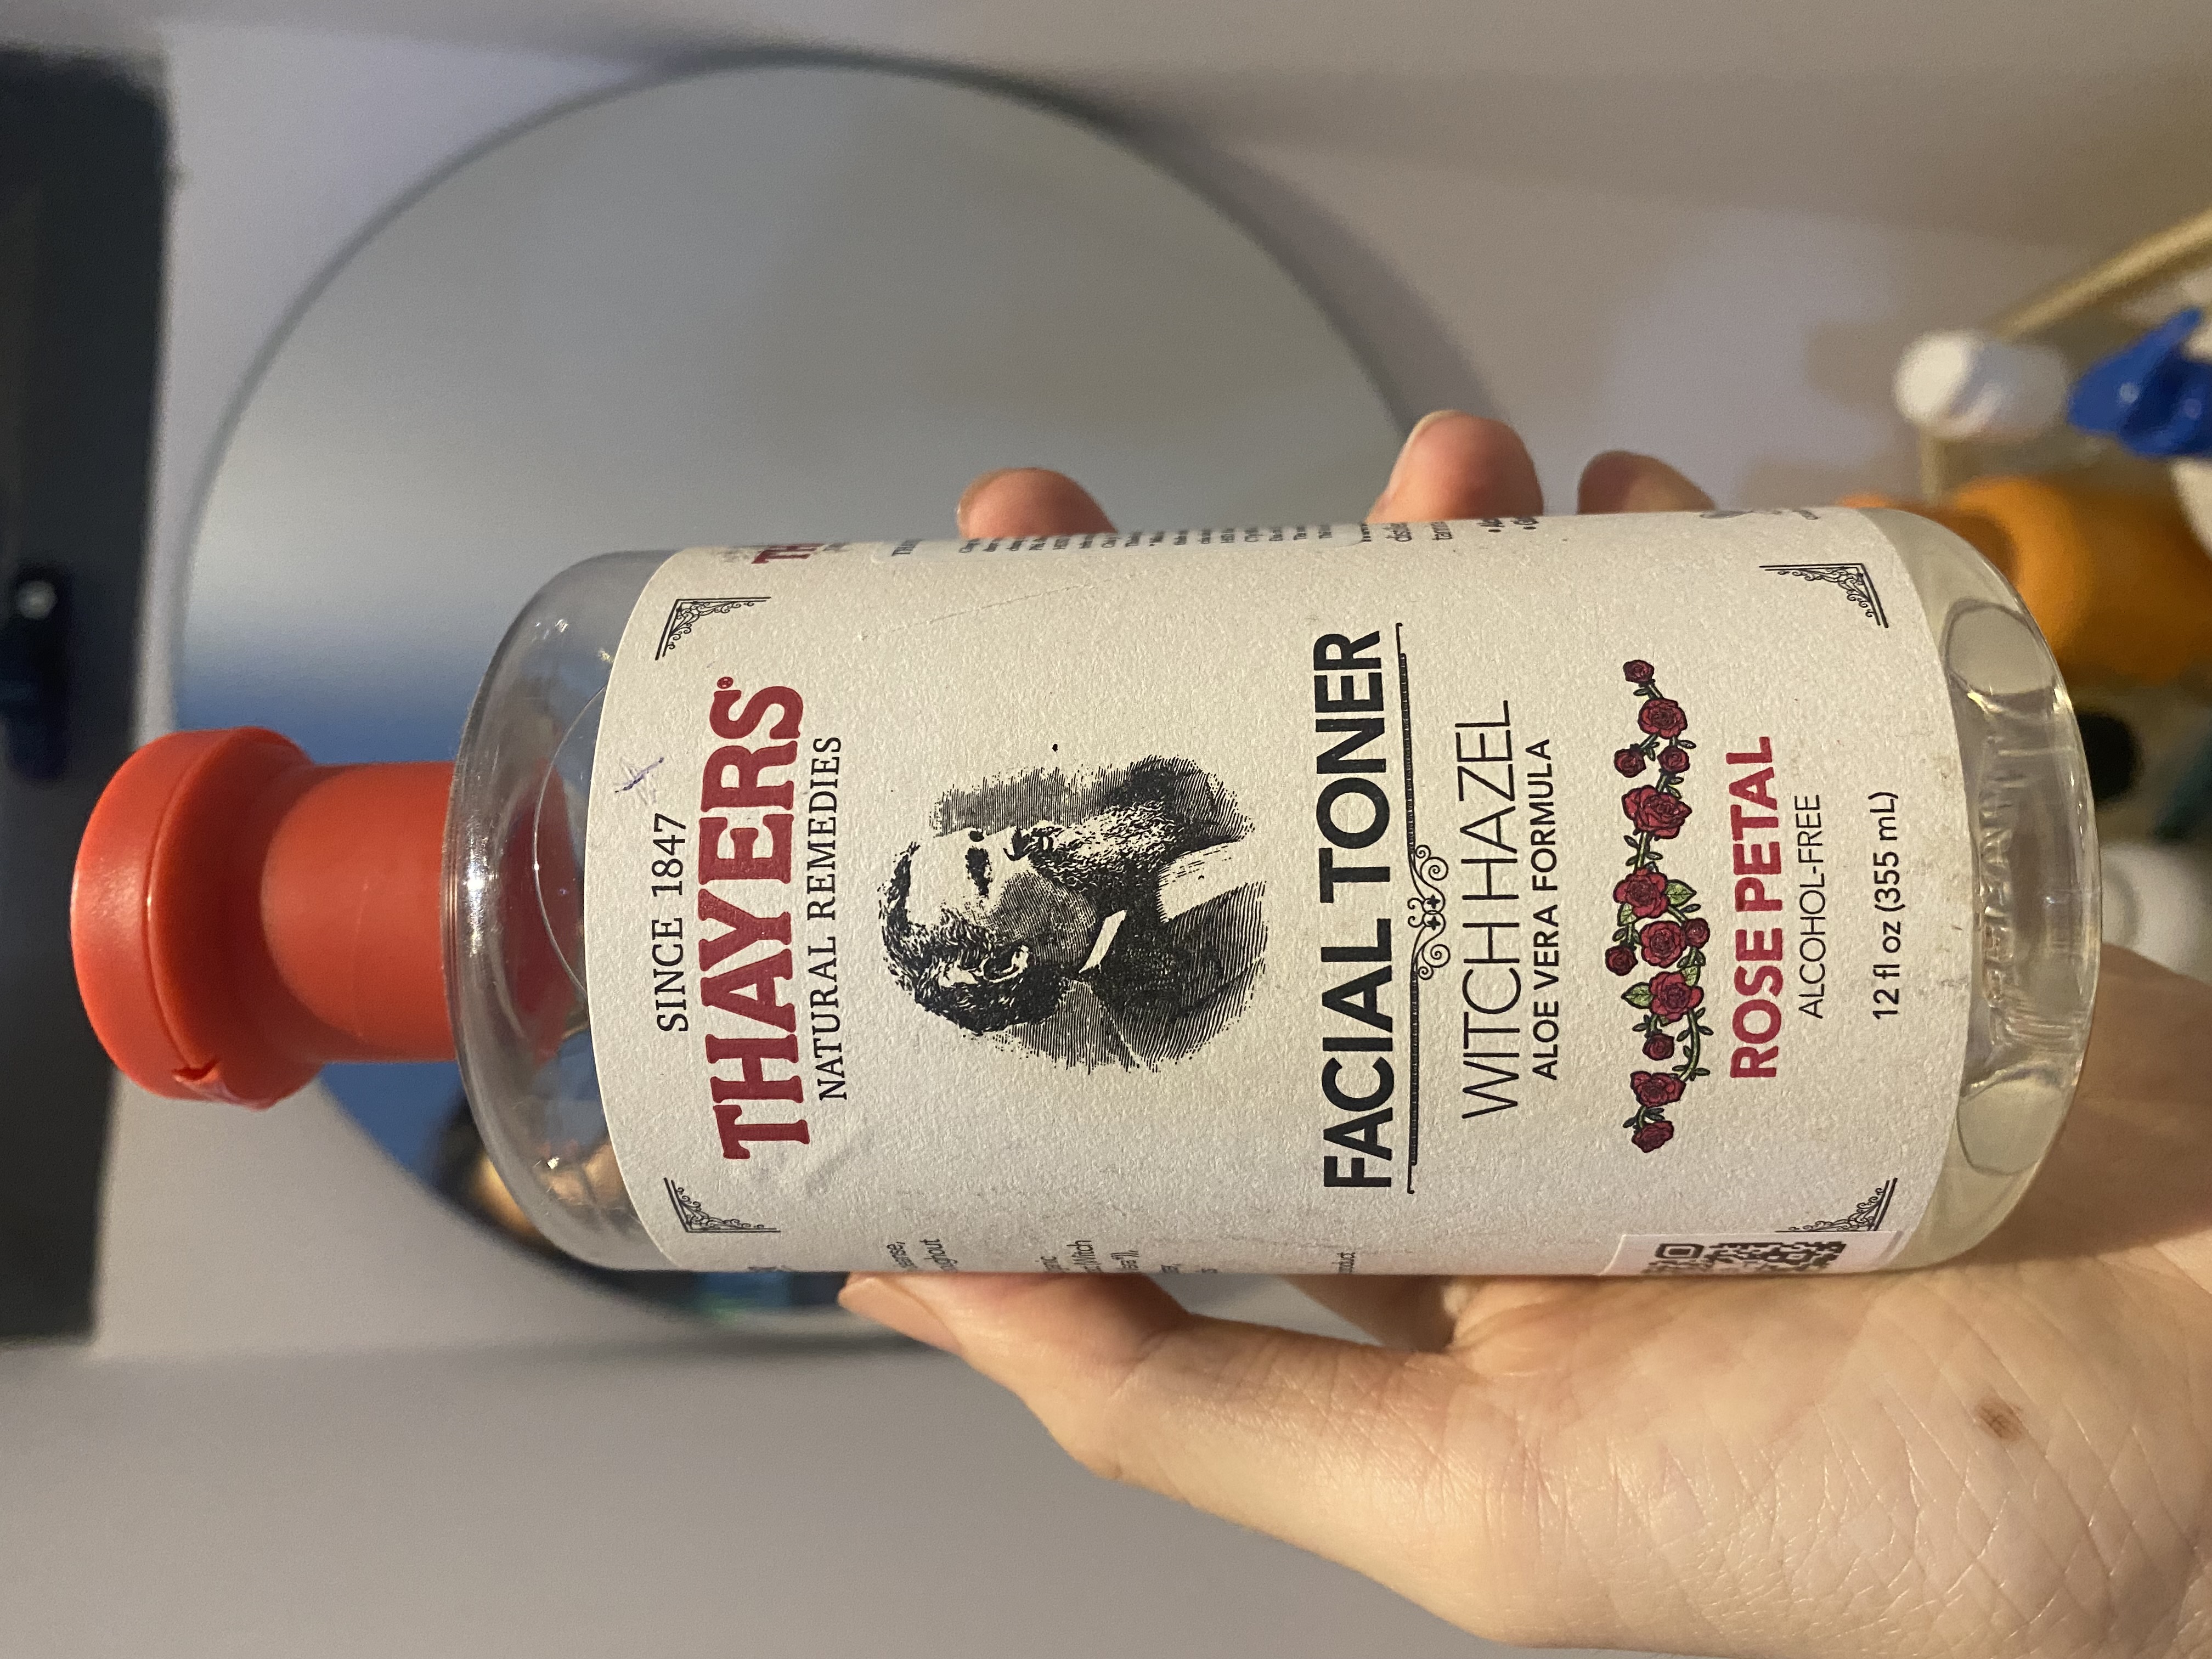 SINCE 1847
THAYERS®
NATURAL REMEDIES
FACIAL TONER
WITCH HAZEL
ALOE VERA FORMULA
ROSE PETAL
ALCOHOL-FREE
12 fl oz (355 mL)